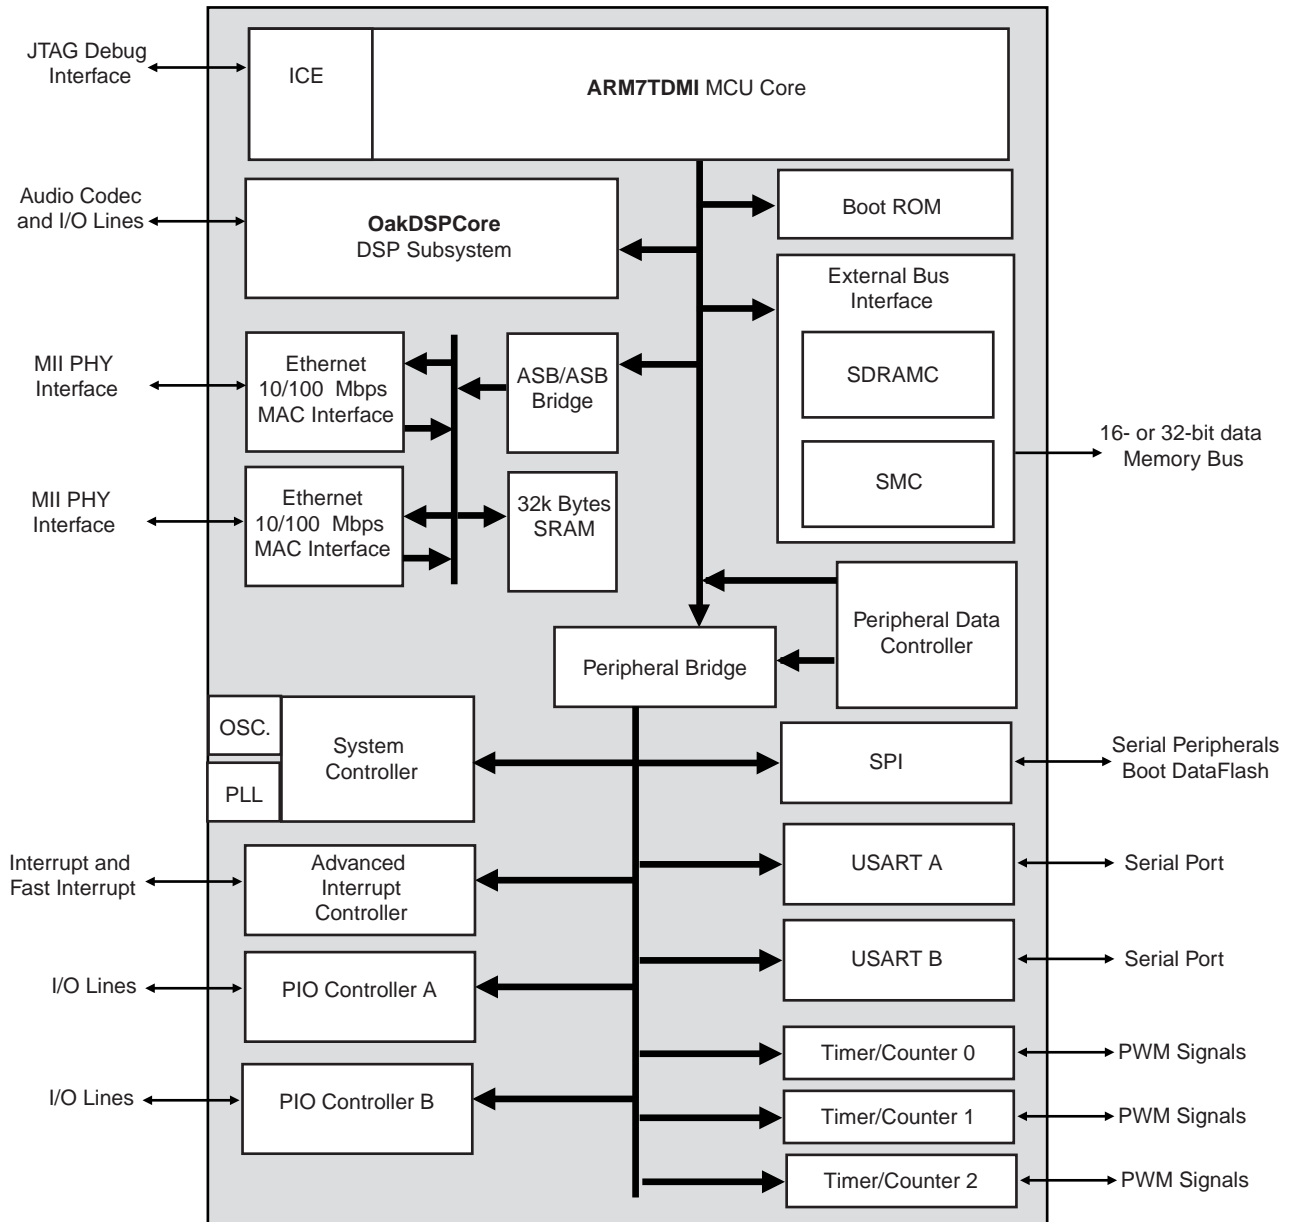 JTAG Debug
Interface
ICE
ARM7TDMI MCU Core
Audio Codec
and I/O Lines
OakDSPCore
DSP Subsystem
Boot ROM
External Bus
Interface
SDRAMC
SMC
16- or 32-bit data
Memory Bus
MII PHY
Interface
Ethernet
10/100 Mbps
MAC Interface
ASB/ASB
Bridge
MII PHY
Interface
Ethernet
10/100 Mbps
MAC Interface
32k Bytes
SRAM
Peripheral Data
Controller
Peripheral Bridge
OSC.
PLL
System
Controller
SPI
Serial Peripherals
Boot DataFlash
Interrupt and
Fast Interrupt
Advanced
Interrupt
Controller
USART A
Serial Port
I/O Lines
PIO Controller A
USART B
Serial Port
I/O Lines
PIO Controller B
Timer/Counter 0
PWM Signals
Timer/Counter 1
PWM Signals
Timer/Counter 2
PWM Signals